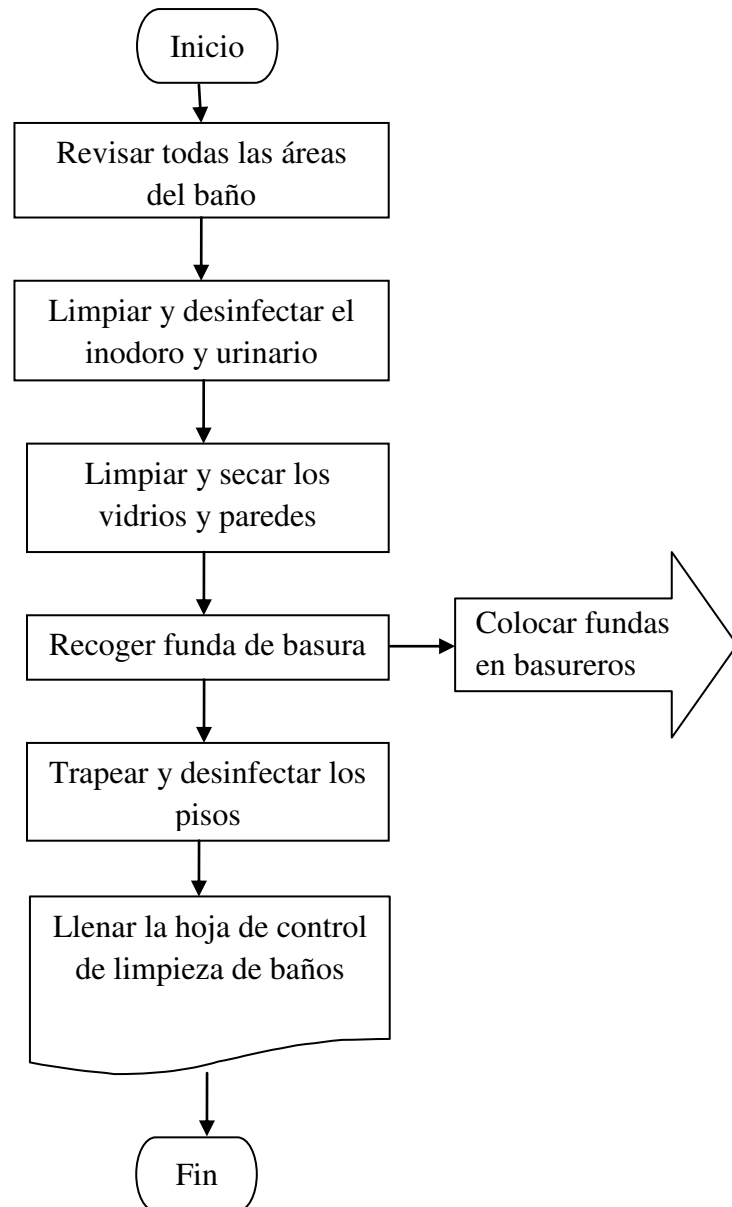 Inicio
Revisar todas las áreas
del baño
Limpiar y desinfectar el
inodoro y urinario
Limpiar y secar los
vidrios y paredes
Recoger funda de basura
Colocar fundas
en basureros
Trapear y desinfectar los
pisos
Llenar la hoja de control
de limpieza de baños
Fin